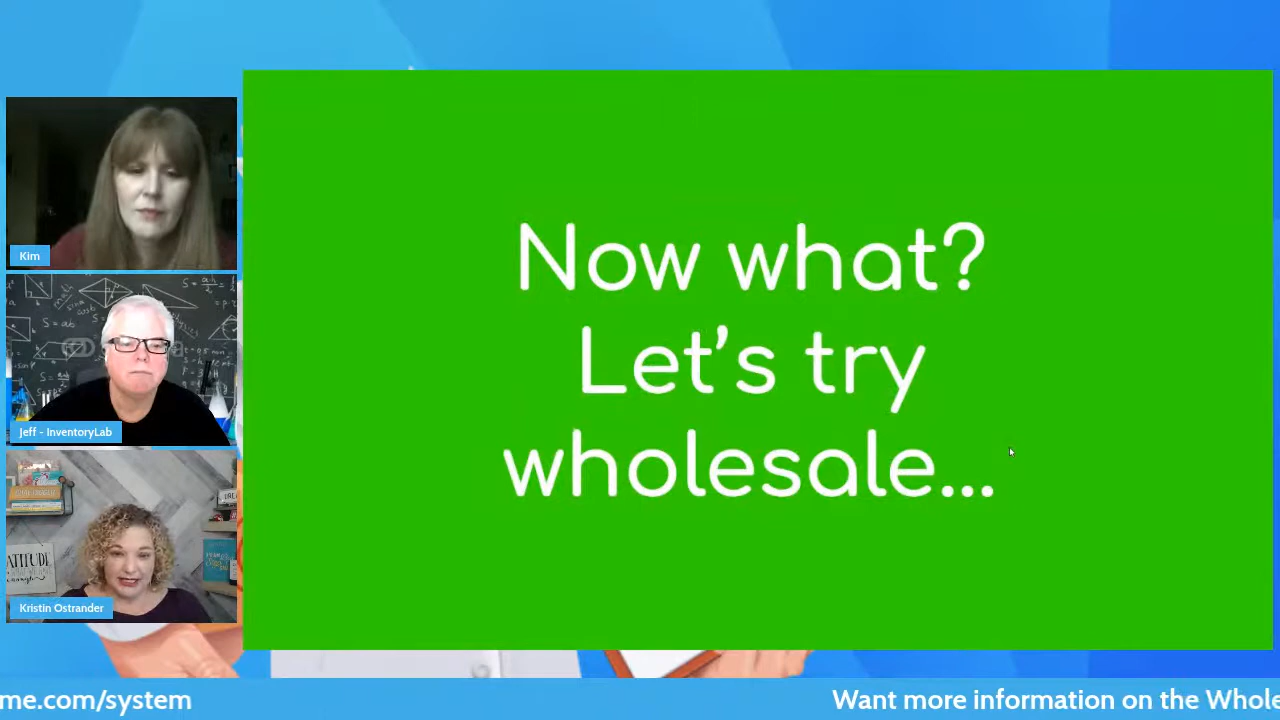 Now what?
Let's try
wholesale...
Kim
Jeff - InventoryLab
Kristin Ostrander
me.com/system
Want more information on the Whole